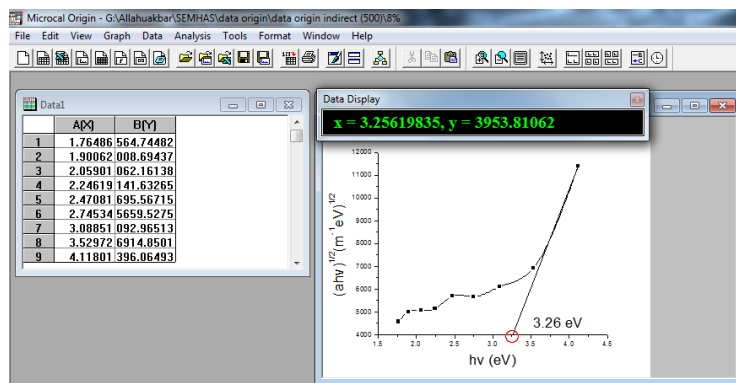 Microcal Origin - G:\Allahuakbar\SEMHAS\data origin\data origin indirect (500)\8%
File Edit View Graph Data Analysis Tools Format Window Help
Data1
A(X) B(Y)
1 1.76486 564.74482
2 1.90062 008.69437
3 2.05901 062.16138
4 2.24619 141.63265
5 2.47081 695.56715
6 2.74534 5659.5275
7 3.08851 092.96513
8 3.52972 6914.8501
9 4.11801 396.06493
Data Display
x = 3.25619835, y = 3953.81062
12000
11000
10000
9000
8000
7000
6000
5000
4000
(ahv)^1/2(m^-1 eV)^1/2
3.26 eV
1.5 2.0 2.5 3.0 3.5 4.0 4.5
hv (eV)